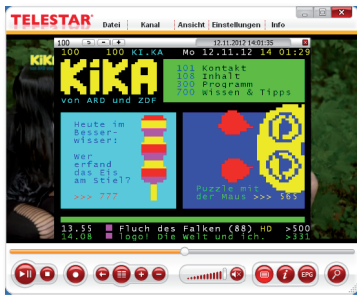 TELESTAR
Datei Kanal Ansicht Einstellungen Info
100 12.11.2012 14:01:35
100 100 KI.KA Mo 12.11.12 14 01:29
KiKA
101 Kontakt
108 Inhalt
300 Programm
700 Wissen & Tipps
von ARD und ZDF
Heute im
Besser-
wisser:
Wer
erfand
das Eis
am Stiel?
>>> 777
Puzzle mit
der Maus >>> 565
13.55 Fluch des Falken (88) HD >500
14.08 logo! Die Welt und ich. >331
EPG